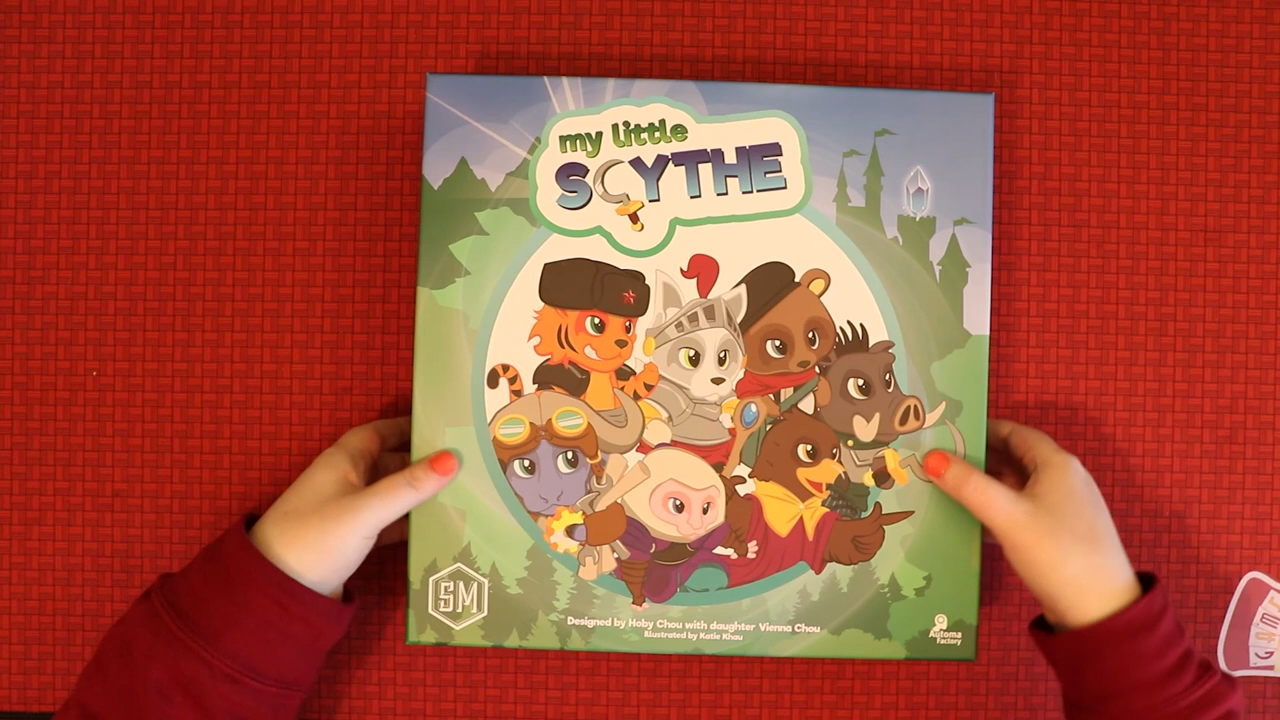 my little
SCYTHE
SM
Designed by Hoby Chou with daughter Vienna Chou
Illustrated by Katie Khau
Automa
Factory